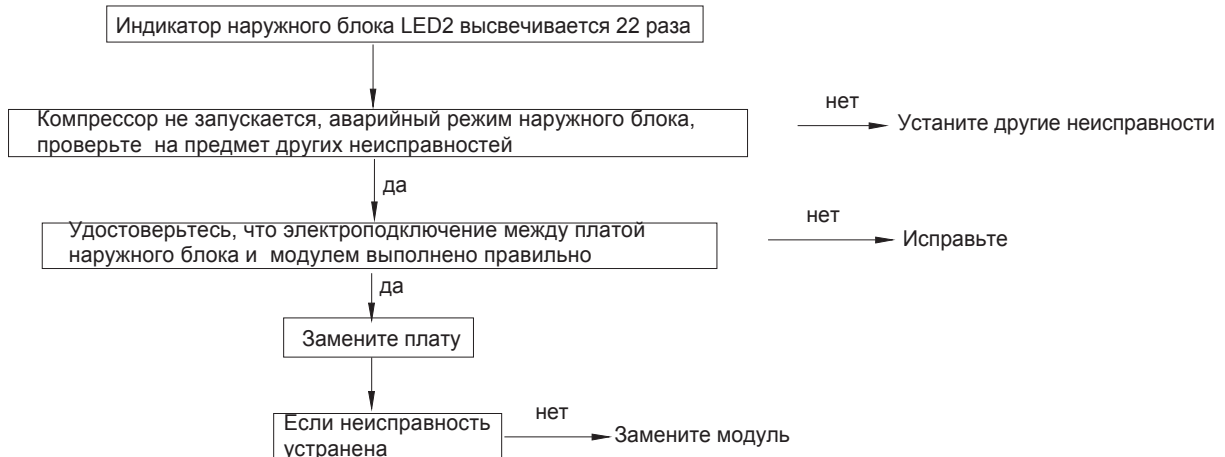 Индикатор наружного блока LED2 высвечивается 22 раза
Компрессор не запускается, аварийный режим наружного блока,
проверьте на предмет других неисправностей
нет
Устаните другие неисправности
да
Удостоверьтесь, что электроподключение между платой
наружного блока и модулем выполнено правильно
нет
Исправьте
да
Замените плату
Если неисправность
устранена
нет
Замените модуль